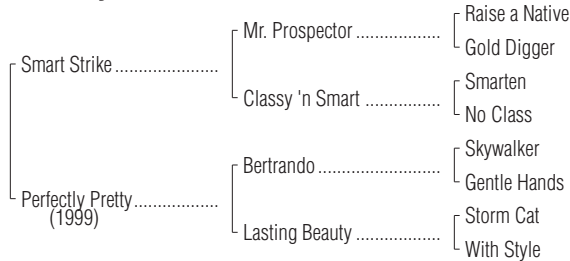 Raise a Native
Mr. Prospector ..................
Gold Digger
Smart Strike .....................
Smarten
Classy 'n Smart ................
No Class
Skywalker
Bertrando .........................
Gentle Hands
Perfectly Pretty .................
(1999)
Storm Cat
Lasting Beauty .................
With Style